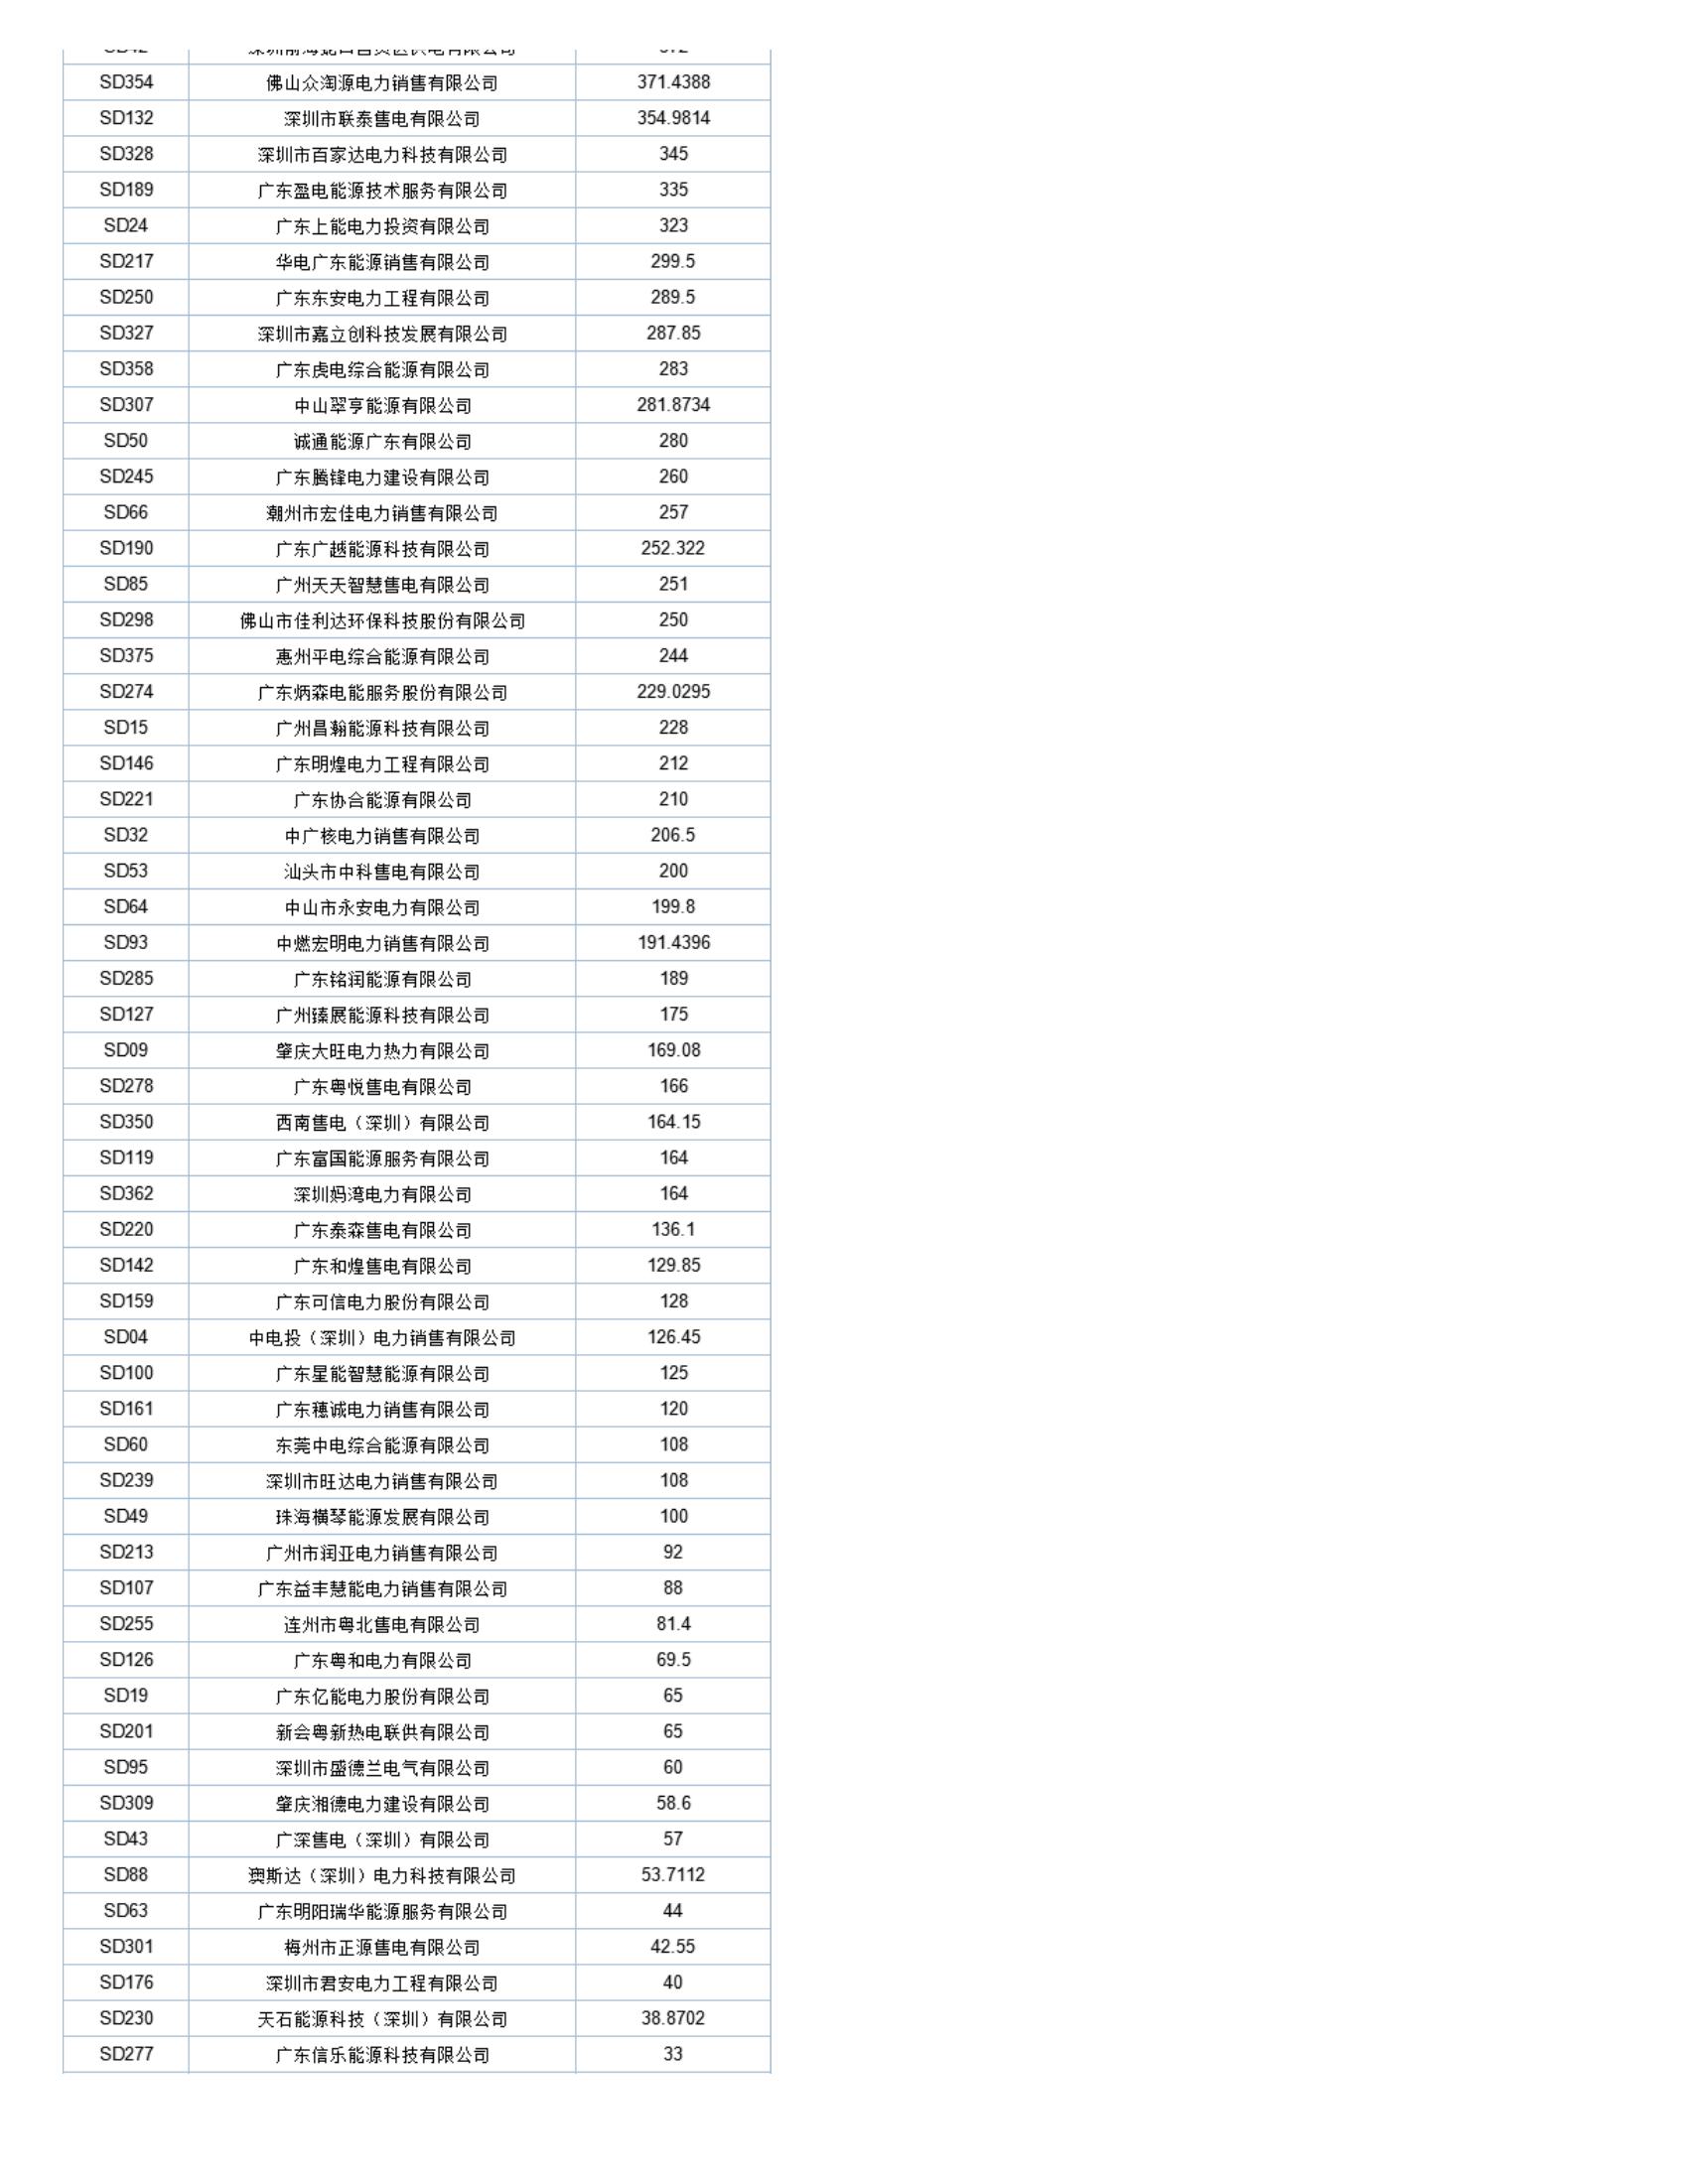 SD354 佛山众淘源电力销售有限公司 371.4388
SD132 深圳市联泰售电有限公司 354.9814
SD328 深圳市百家达电力科技有限公司 345
SD189 广东盈电能源技术服务有限公司 335
SD24 广东上能电力投资有限公司 323
SD217 华电广东能源销售有限公司 299.5
SD250 广东东安电力工程有限公司 289.5
SD327 深圳市嘉立创科技发展有限公司 287.85
SD358 广东虎电综合能源有限公司 283
SD307 中山翠亨能源有限公司 281.8734
SD50 诚通能源广东有限公司 280
SD245 广东腾锋电力建设有限公司 260
SD66 潮州市宏佳电力销售有限公司 257
SD190 广东广越能源科技有限公司 252.322
SD85 广州天天智慧售电有限公司 251
SD298 佛山市佳利达环保科技股份有限公司 250
SD375 惠州平电综合能源有限公司 244
SD274 广东炳森电能服务股份有限公司 229.0295
SD15 广州昌瀚能源科技有限公司 228
SD146 广东明煌电力工程有限公司 212
SD221 广东协合能源有限公司 210
SD32 中广核电力销售有限公司 206.5
SD53 汕头市中科售电有限公司 200
SD64 中山市永安电力有限公司 199.8
SD93 中燃宏明电力销售有限公司 191.4396
SD285 广东铭润能源有限公司 189
SD127 广州臻展能源科技有限公司 175
SD09 肇庆大旺电力热力有限公司 169.08
SD278 广东粤悦售电有限公司 166
SD350 西南售电（深圳）有限公司 164.15
SD119 广东富国能源服务有限公司 164
SD362 深圳妈湾电力有限公司 164
SD220 广东泰森售电有限公司 136.1
SD142 广东和煌售电有限公司 129.85
SD159 广东可信电力股份有限公司 128
SD04 中电投（深圳）电力销售有限公司 126.45
SD100 广东星能智慧能源有限公司 125
SD161 广东穗诚电力销售有限公司 120
SD60 东莞中电综合能源有限公司 108
SD239 深圳市旺达电力销售有限公司 108
SD49 珠海横琴能源发展有限公司 100
SD213 广州市润亚电力销售有限公司 92
SD107 广东益丰慧能电力销售有限公司 88
SD255 连州市粤北售电有限公司 81.4
SD126 广东粤和电力有限公司 69.5
SD19 广东亿能电力股份有限公司 65
SD201 新会粤新热电联供有限公司 65
SD95 深圳市盛德兰电气有限公司 60
SD309 肇庆湘德电力建设有限公司 58.6
SD43 广深售电（深圳）有限公司 57
SD88 澳斯达（深圳）电力科技有限公司 53.7112
SD63 广东明阳瑞华能源服务有限公司 44
SD301 梅州市正源售电有限公司 42.55
SD176 深圳市君安电力工程有限公司 40
SD230 天石能源科技（深圳）有限公司 38.8702
SD277 广东信乐能源科技有限公司 33